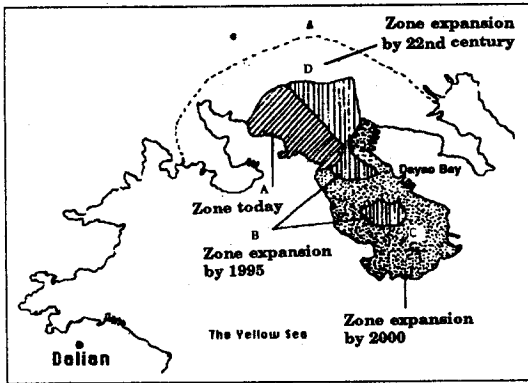 A
Zone expansion
by 22nd century
D
Dayao Bay
A
Zone today
B
Zone expansion
by 1995
C
Zone expansion
by 2000
The Yellow Sea
Dalian